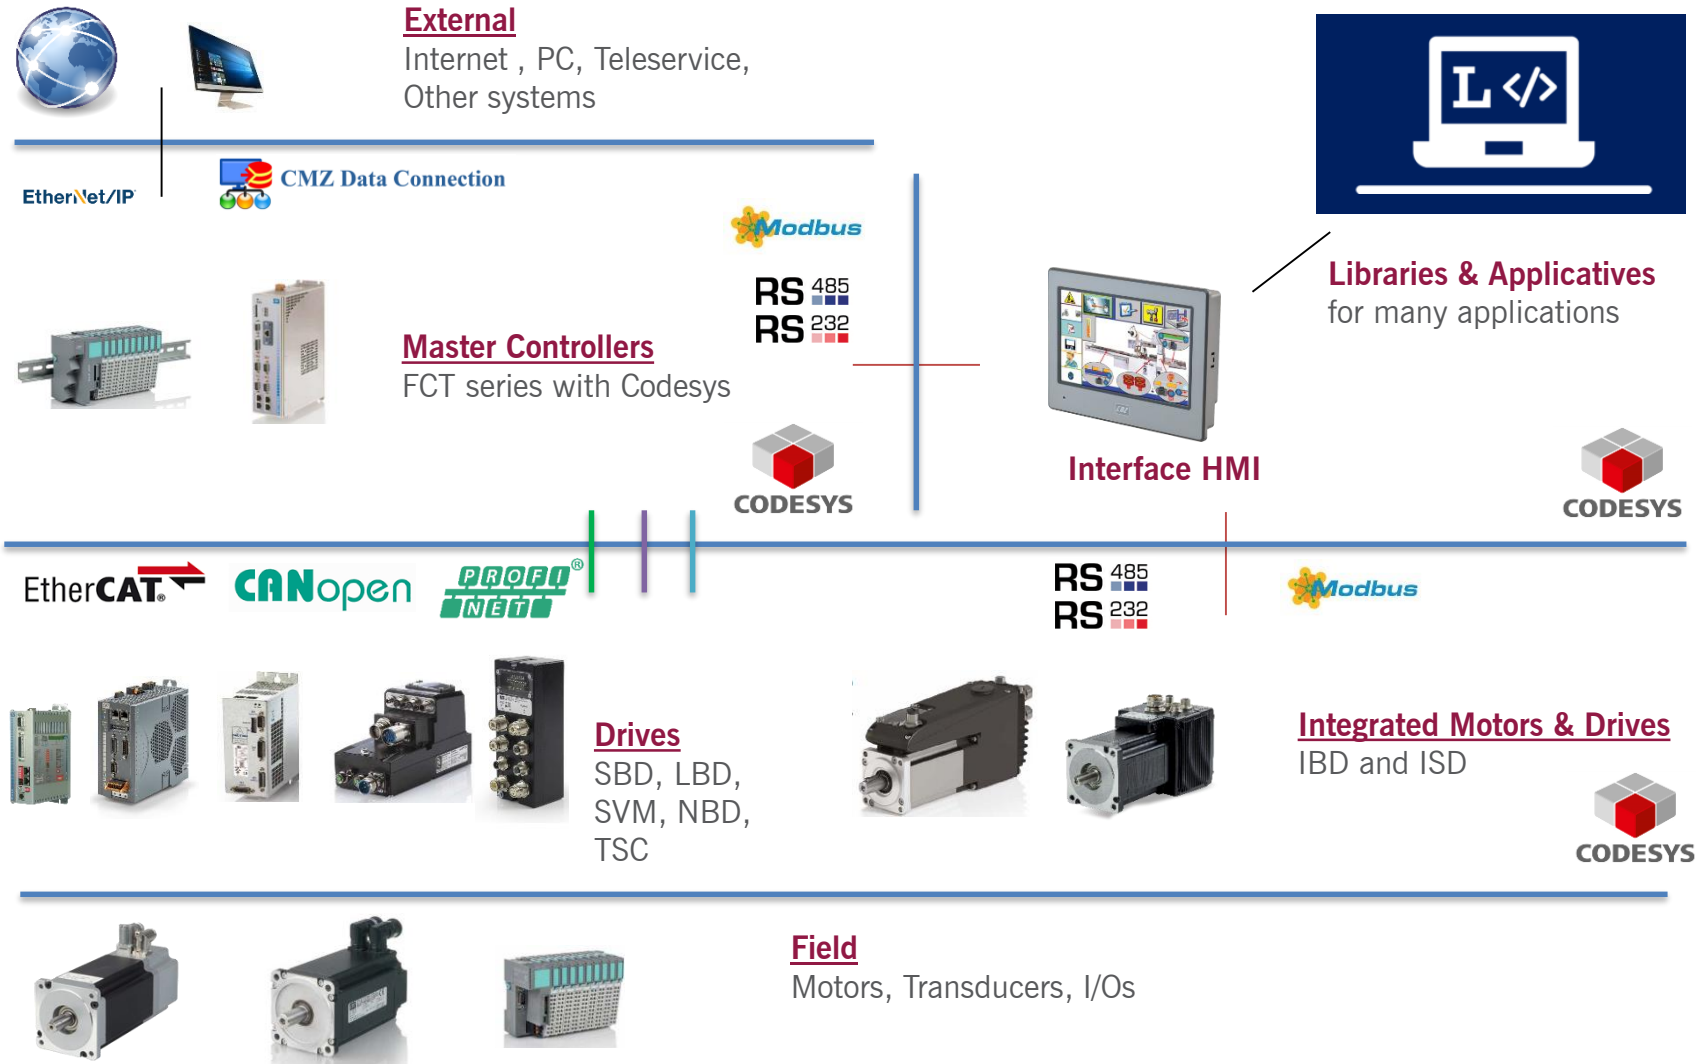 External
Internet , PC, Teleservice,
Other systems
L </>
EtherNet/IP
CMZ Data Connection
Modbus
RS 485
RS 232
Master Controllers
FCT series with Codesys
CODESYS
Libraries & Applicatives
for many applications
Interface HMI
CODESYS
EtherCAT®
CANopen
PROFI
NET®
RS 485
RS 232
Modbus
Drives
SBD, LBD,
SVM, NBD,
TSC
Integrated Motors & Drives
IBD and ISD
CODESYS
Field
Motors, Transducers, I/Os